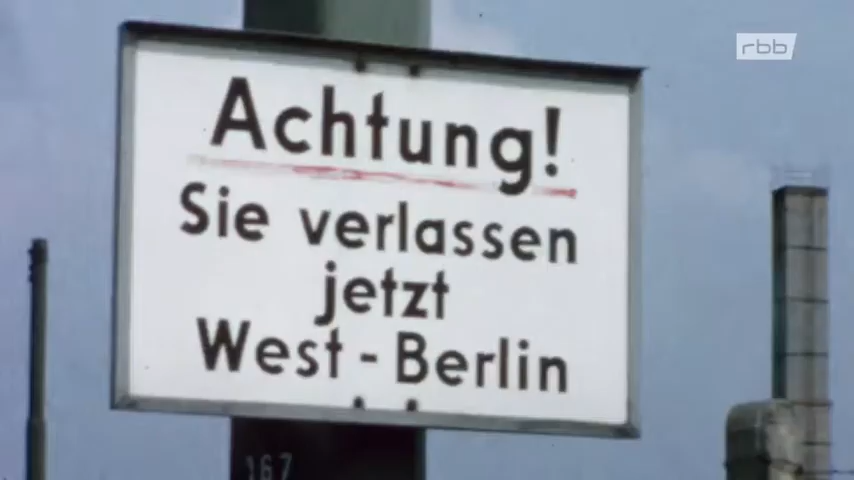 rbb
Achtung!
Sie verlassen
jetzt
West-Berlin
167